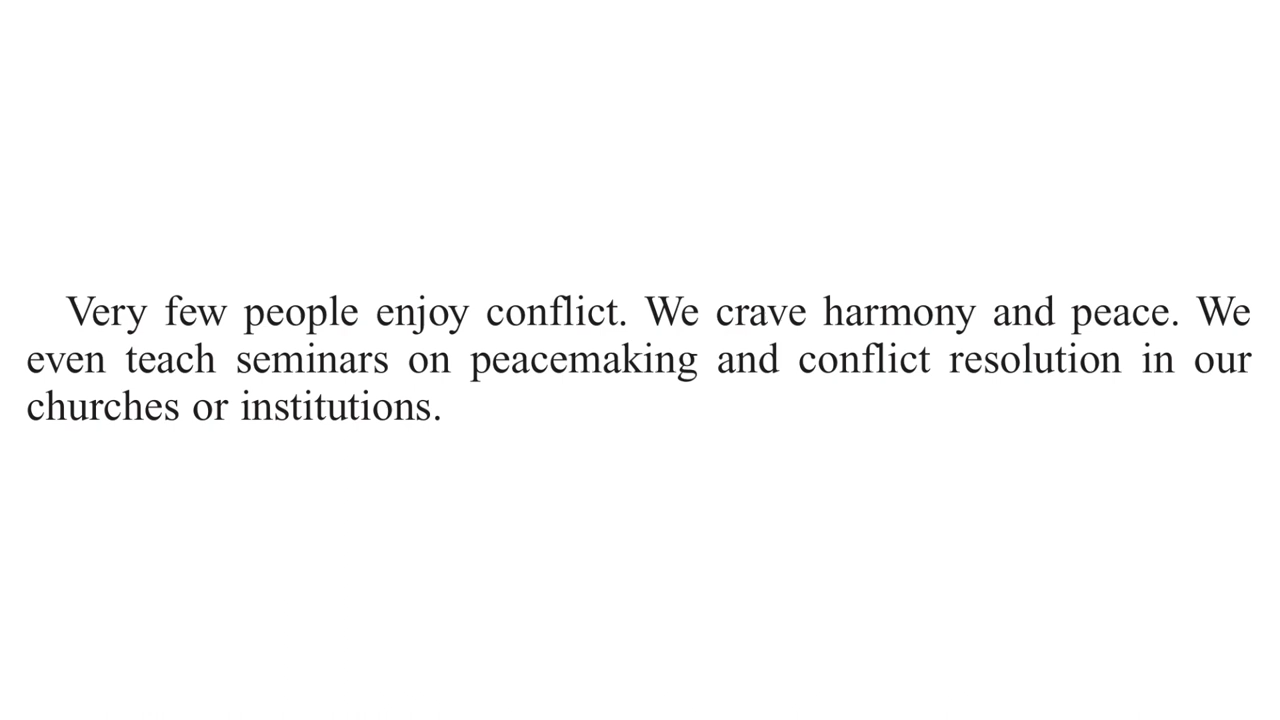 Very few people enjoy conflict. We crave harmony and peace. We
even teach seminars on peacemaking and conflict resolution in our
churches or institutions.